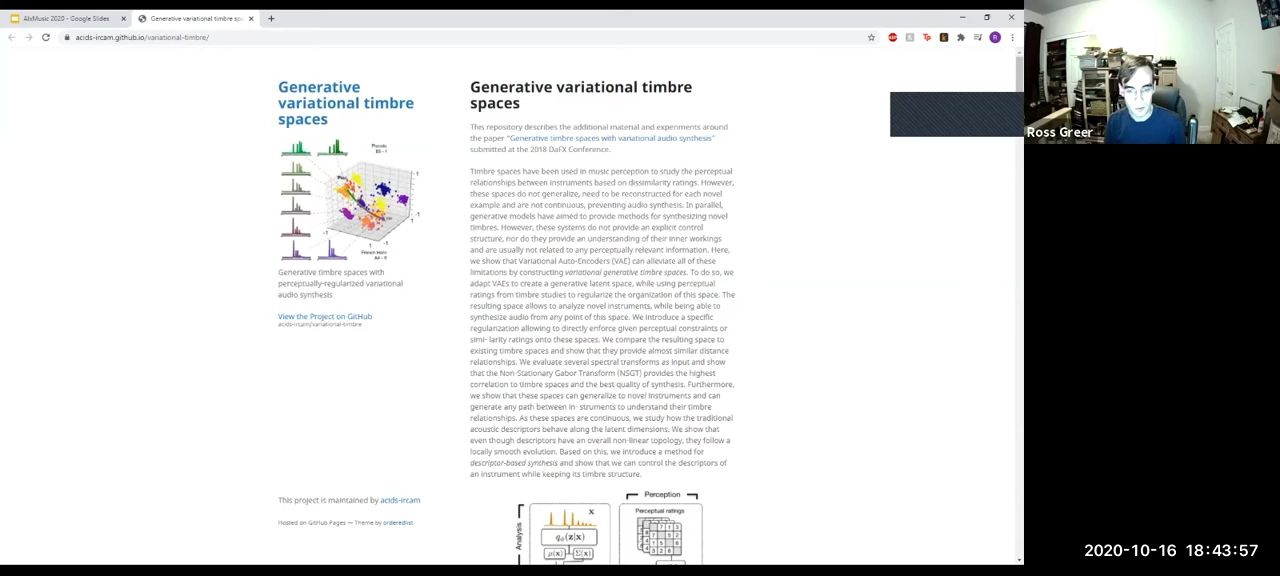 AIxMusic 2020 - Google Slides
Generative variational timbre spa
acids-ircam.github.io/variational-timbre/
Generative
variational timbre
spaces
Piccolo
French Horn
Generative timbre spaces with
perceptually-regularized variational
audio synthesis
View the Project on GitHub
acids-ircam/variational-timbre
This project is maintained by acids-ircam
Hosted on GitHub Pages — Theme by orderedlist
Generative variational timbre
spaces
This repository describes the additional material and experiments around
the paper "Generative timbre spaces with variational audio synthesis"
submitted at the 2018 DaFX Conference.
Timbre spaces have been used in music perception to study the perceptual
relationships between instruments based on dissimilarity ratings. However,
these spaces do not generalize, need to be reconstructed for each novel
example and are not continuous, preventing audio synthesis. In parallel,
generative models have aimed to provide methods for synthesizing novel
timbres. However, these systems do not provide an explicit control
structure, nor do they provide an understanding of their inner workings
and are usually not related to any perceptually relevant information. Here,
we show that Variational Auto-Encoders (VAE) can alleviate all of these
limitations by constructing variational generative timbre spaces. To do so, we
adapt VAEs to create a generative latent space, while using perceptual
ratings from timbre studies to regularize the organization of this space. The
resulting space allows to analyze novel instruments, while being able to
synthesize audio from any point of this space. We introduce a specific
regularization allowing to directly enforce given perceptual constraints or
simi- larity ratings onto these spaces. We compare the resulting space to
existing timbre spaces and show that they provide almost similar distance
relationships. We evaluate several spectral transforms as input and show
that the Non-Stationary Gabor Transform (NSGT) provides the highest
correlation to timbre spaces and the best quality of synthesis. Furthermore,
we show that these spaces can generalize to novel instruments and can
generate any path between in- struments to understand their timbre
relationships. As these spaces are continuous, we study how the traditional
acoustic descriptors behave along the latent dimensions. We show that
even though descriptors have an overall non-linear topology, they follow a
locally smooth evolution. Based on this, we introduce a method for
descriptor-based synthesis and show that we can control the descriptors of
an instrument while keeping its timbre structure.
Perception
Analysis
x
Perceptual ratings
qϕ(z|x)
μ(x) Σ(x)
Ross Greer
2020-10-16 18:43:57